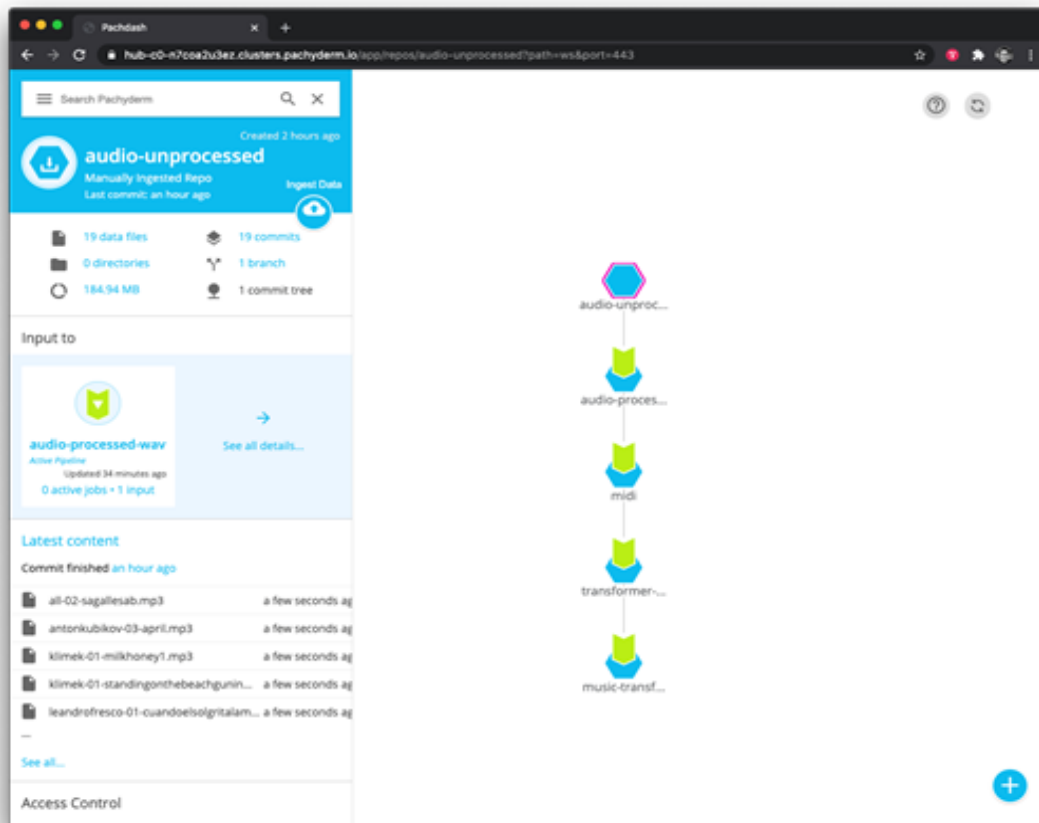 Pachdash
hub-c0-n7coa2u3ez.clusters.pachyderm.io/app/repos/audio-unprocessed?path=ws&port=443
Search Pachyderm
Created 2 hours ago
audio-unprocessed
Manually Ingested Repo
Last commit: an hour ago
Ingest Data
19 data files
19 commits
0 directories
1 branch
184.94 MB
1 commit tree
Input to
audio-processed-wav
Active Pipeline
Updated 34 minutes ago
0 active jobs • 1 input
See all details...
Latest content
Commit finished an hour ago
all-02-sagallesab.mp3 a few seconds ag
antonkubikov-03-april.mp3 a few seconds ag
klimek-01-milkhoney1.mp3 a few seconds ag
klimek-01-standingonthebeachgunin... a few seconds ag
leandrofresco-01-cuandoelsolgritalam... a few seconds ag
...
See all...
Access Control
audio-unproc...
audio-proces...
midi
transformer-...
music-transf...